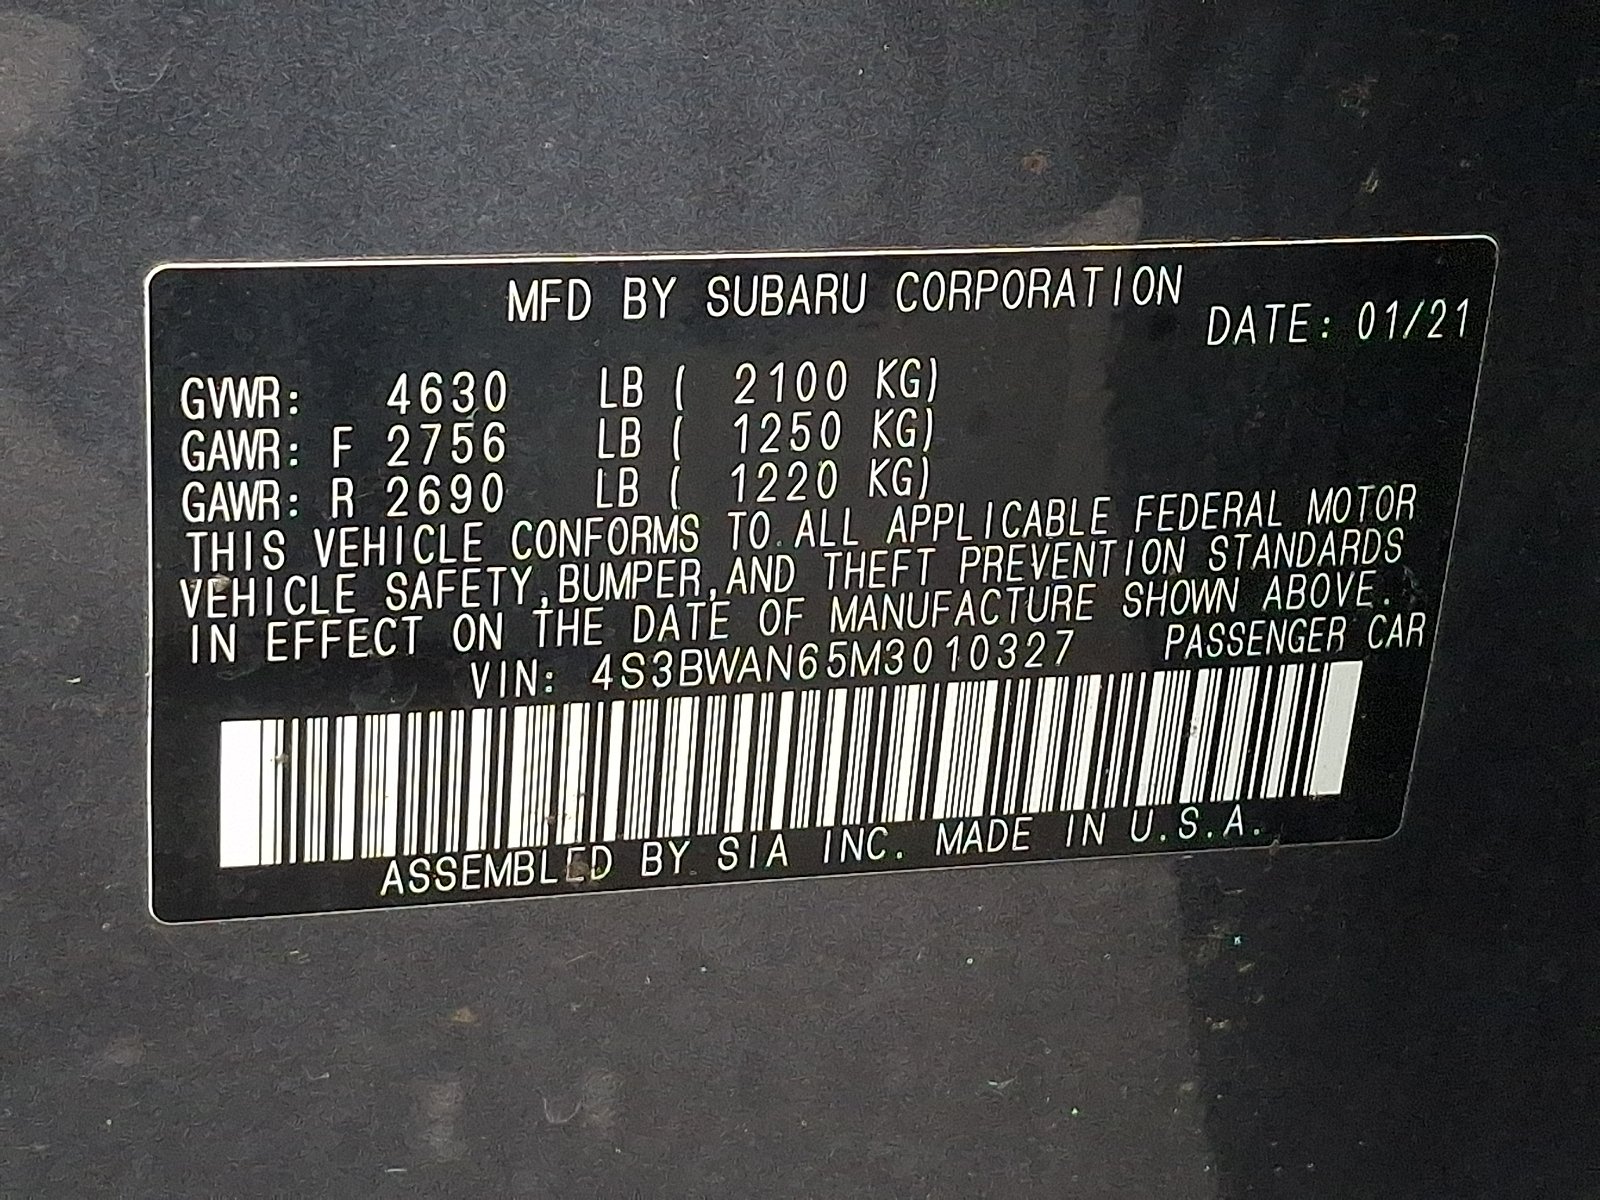 MFD BY SUBARU CORPORATION
DATE: 01/21
GVWR: 4630 LB ( 2100 KG)
GAWR: F 2756 LB ( 1250 KG)
GAWR: R 2690 LB ( 1220 KG)
THIS VEHICLE CONFORMS TO ALL APPLICABLE FEDERAL MOTOR
VEHICLE SAFETY, BUMPER, AND THEFT PREVENTION STANDARDS
IN EFFECT ON THE DATE OF MANUFACTURE SHOWN ABOVE.
VIN: 4S3BWAN65M3010327 PASSENGER CAR
ASSEMBLED BY SIA INC. MADE IN U.S.A.